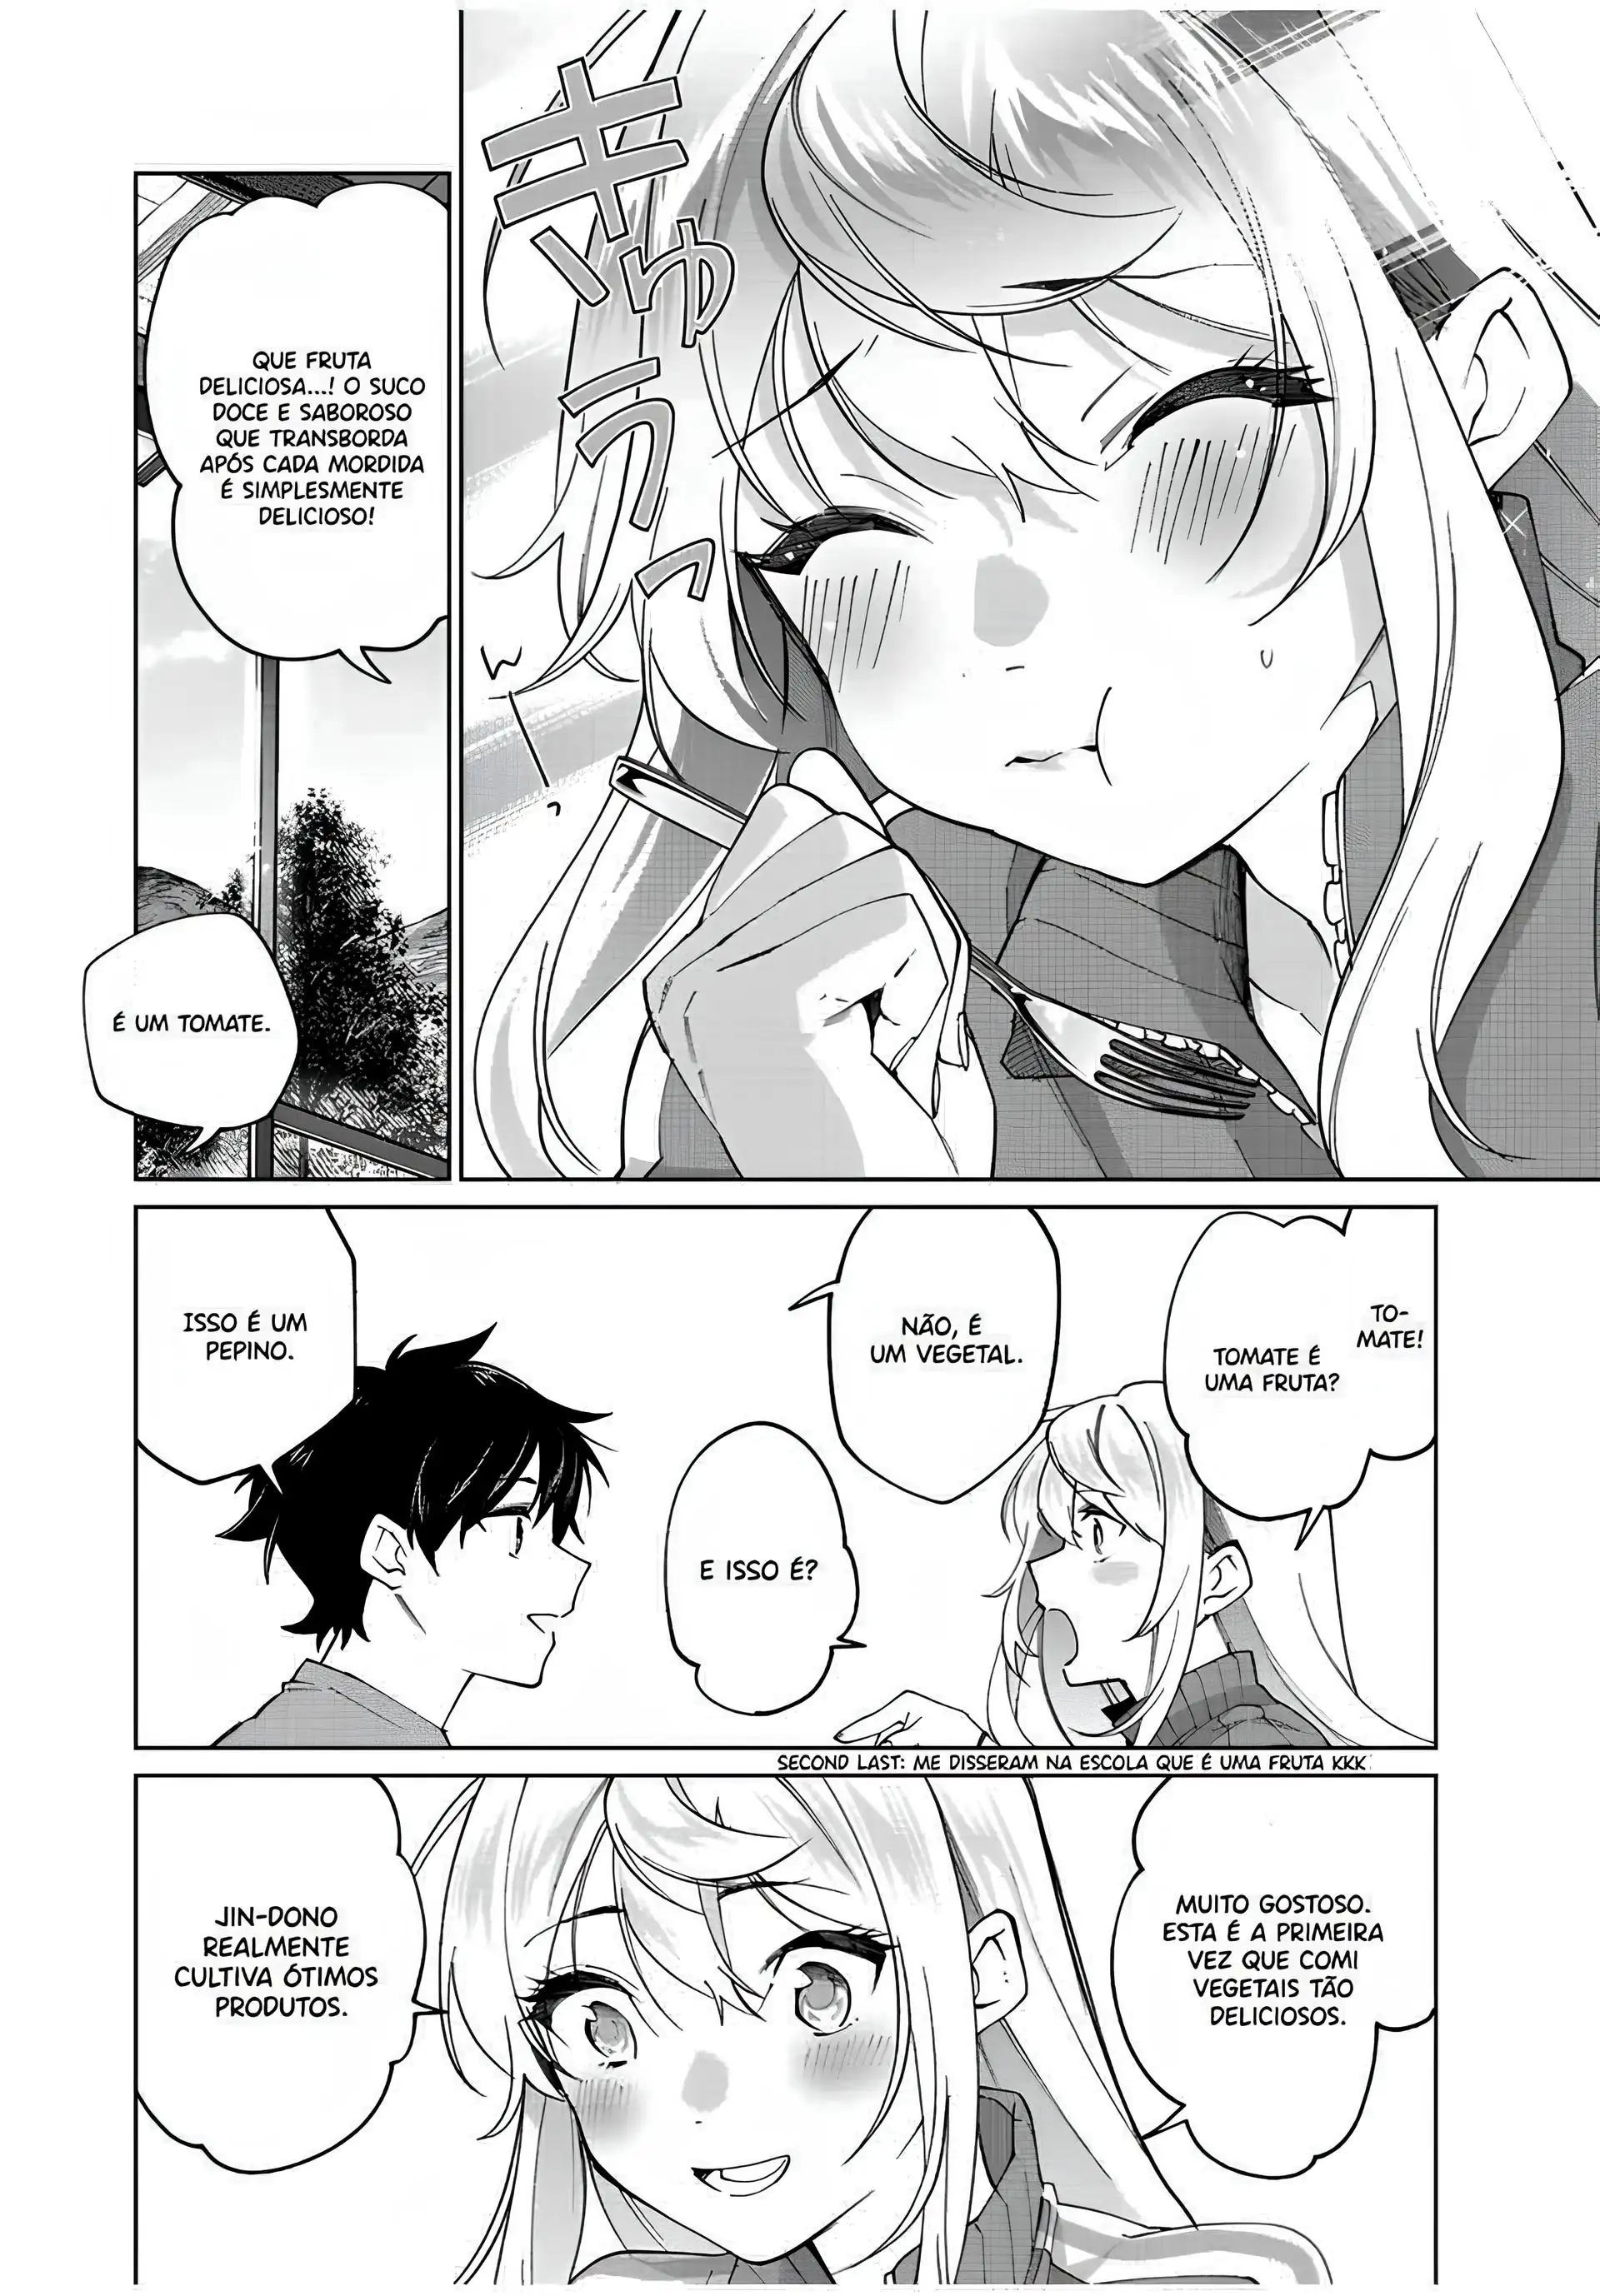 キュウッ
QUE FRUTA
DELICIOSA...! O SUCO
DOCE E SABOROSO
QUE TRANSBORDA
APÓS CADA MORDIDA
É SIMPLESMENTE
DELICIOSO!
É UM TOMATE.
TO-
MATE!
TOMATE É
UMA FRUTA?
NÃO, É
UM VEGETAL.
E ISSO É?
ISSO É UM
PEPINO.
SECOND LAST: ME DISSERAM NA ESCOLA QUE É UMA FRUTA KKK
MUITO GOSTOSO.
ESTA É A PRIMEIRA
VEZ QUE COMI
VEGETAIS TÃO
DELICIOSOS.
JIN-DONO
REALMENTE
CULTIVA ÓTIMOS
PRODUTOS.